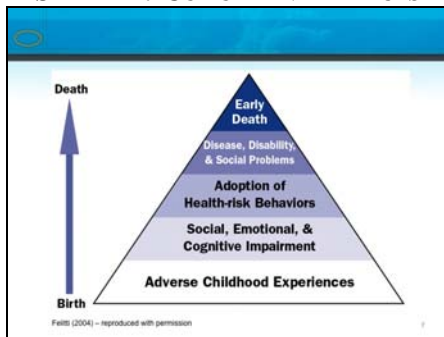 Death
Early
Death
Disease, Disability,
& Social Problems
Adoption of
Health-risk Behaviors
Social, Emotional, &
Cognitive Impairment
Adverse Childhood Experiences
Birth
Felitti (2004) – reproduced with permission